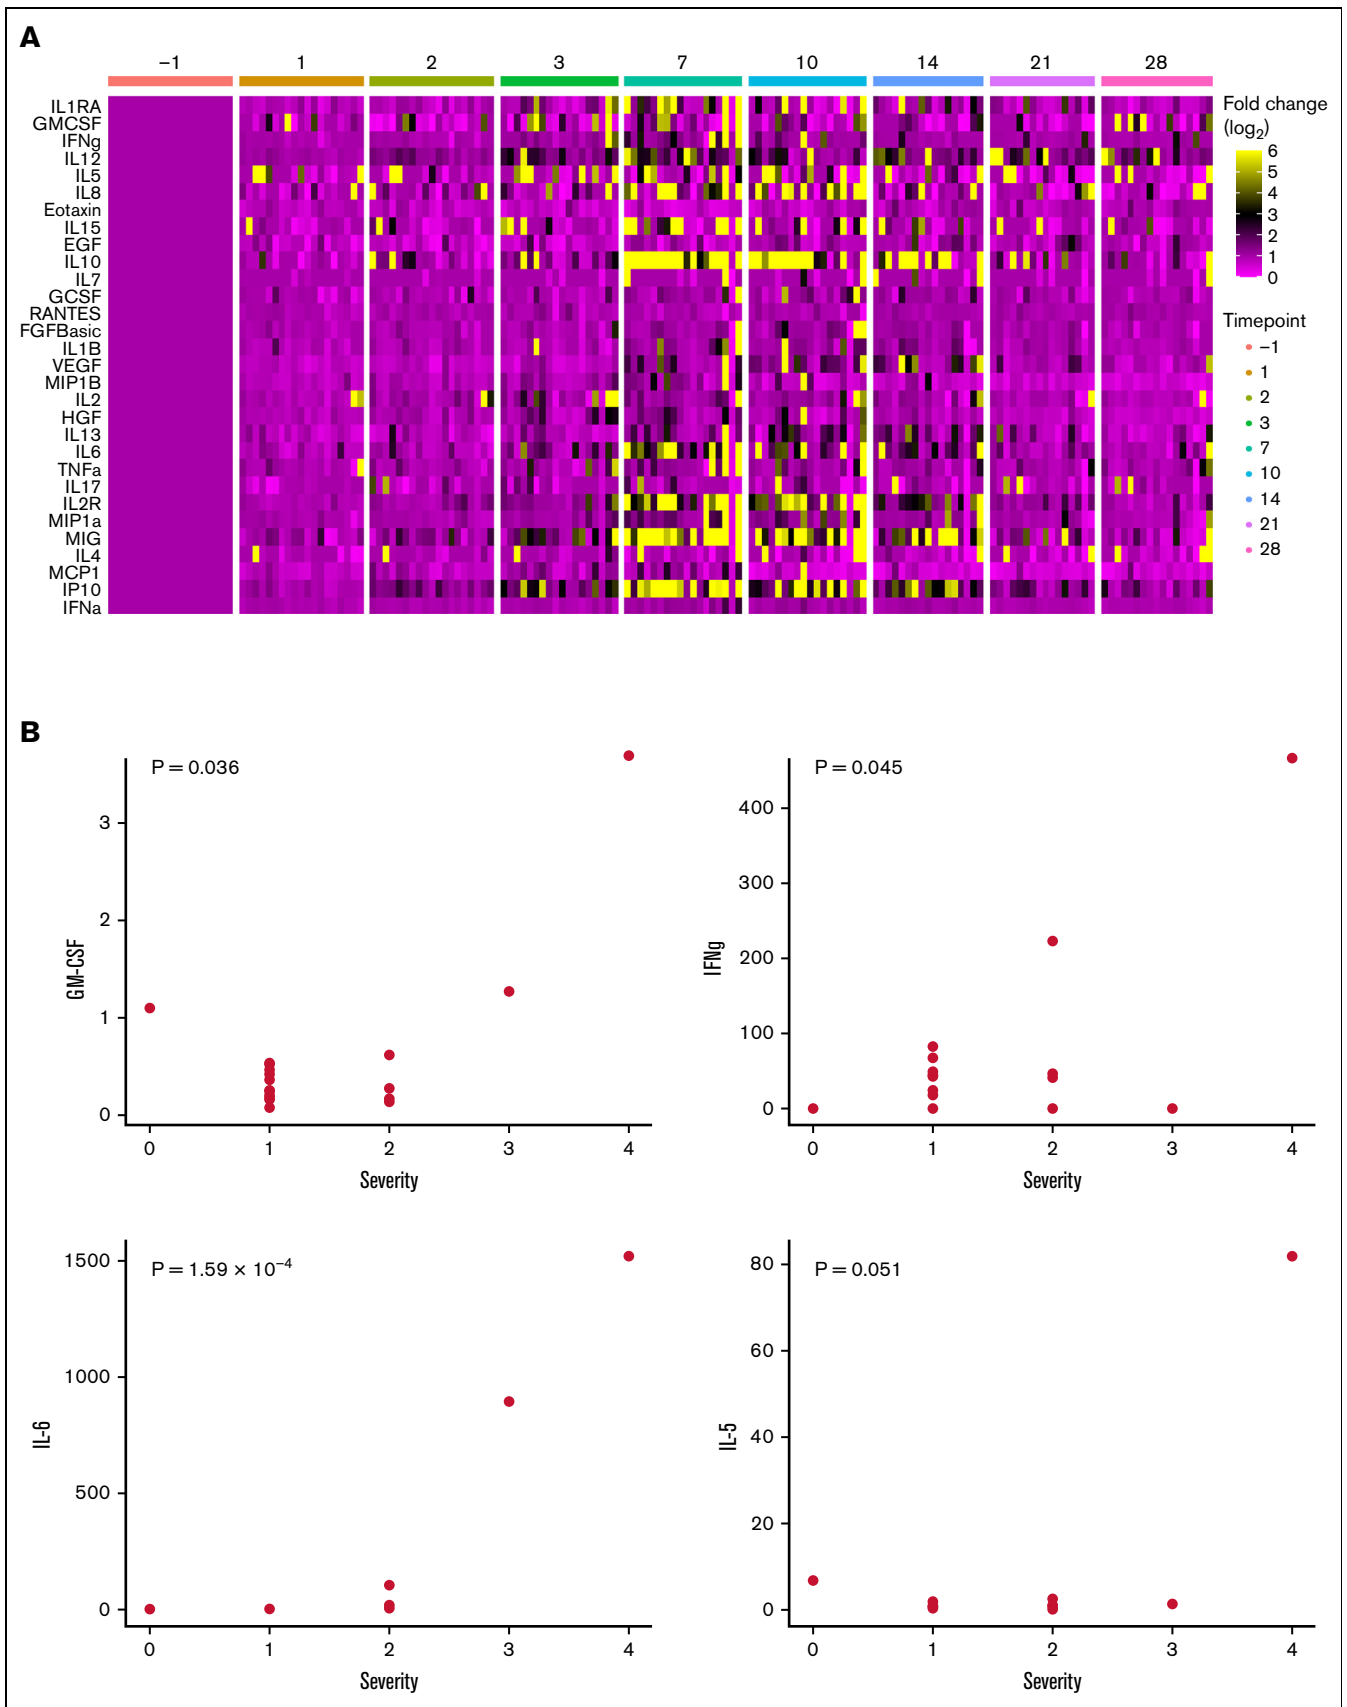 A
−1 1 2 3 7 10 14 21 28
IL1RA
GMCSF
IFNg
IL12
IL5
IL8
Eotaxin
IL15
EGF
IL10
IL7
GCSF
RANTES
FGFBasic
IL1B
VEGF
MIP1B
IL2
HGF
IL13
IL6
TNFa
IL17
IL2R
MIP1a
MIG
IL4
MCP1
IP10
IFNa
Fold change
(log2)
6
5
4
3
2
1
0
Timepoint
−1
1
2
3
7
10
14
21
28
B
P = 0.036
3
2
1
0
GM-CSF
0 1 2 3 4
Severity
P = 0.045
400
300
200
100
0
IFNg
0 1 2 3 4
Severity
P = 1.59 × 10−4
1500
1000
500
0
IL-6
0 1 2 3 4
Severity
P = 0.051
80
60
40
20
0
IL-5
0 1 2 3 4
Severity